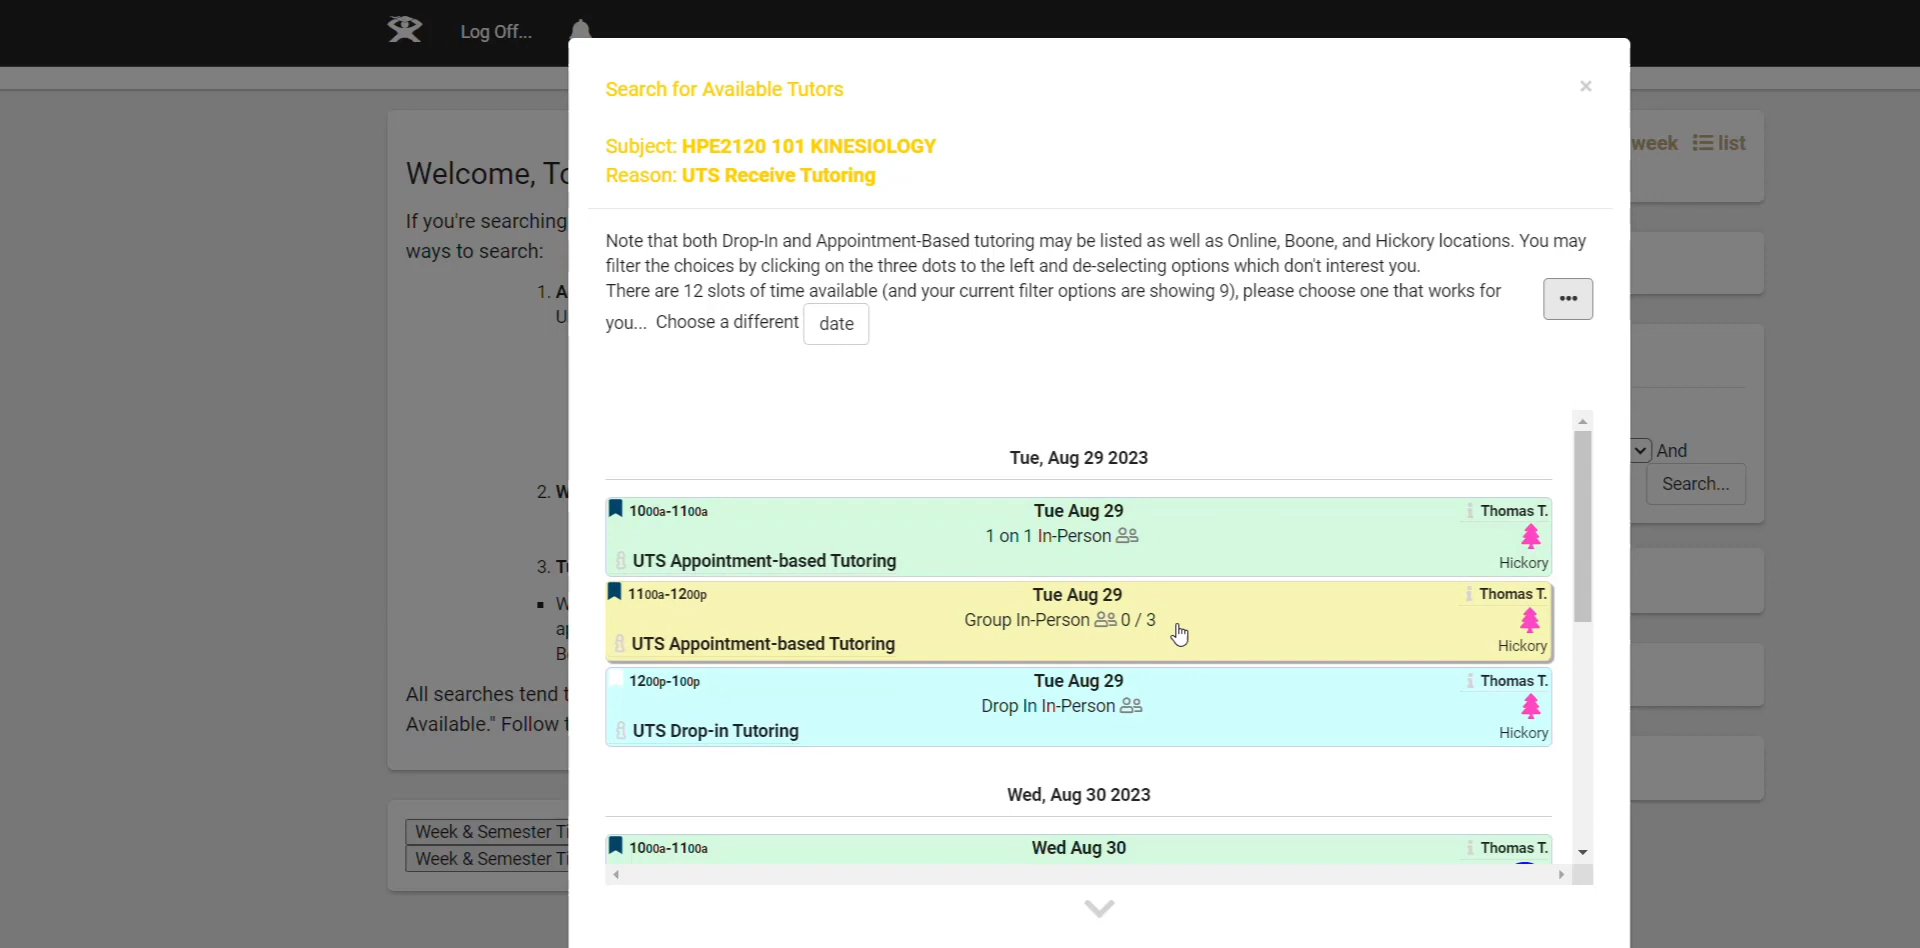 Log Off...
Search for Available Tutors
×
Subject: HPE2120 101 KINESIOLOGY
Reason: UTS Receive Tutoring
week list
Welcome,
If you're searching
ways to search:
Note that both Drop-In and Appointment-Based tutoring may be listed as well as Online, Boone, and Hickory locations. You may
filter the choices by clicking on the three dots to the left and de-selecting options which don't interest you.
There are 12 slots of time available (and your current filter options are showing 9), please choose one that works for
you... Choose a different date
•••
1.
2.
3.
All searches tend
Available." Follow
Week & Semester
Week & Semester
And
Search...
Tue, Aug 29 2023
1000a-1100a Tue Aug 29 Thomas T.
1 on 1 In-Person
UTS Appointment-based Tutoring Hickory
1100a-1200p Tue Aug 29 Thomas T.
Group In-Person 0 / 3
UTS Appointment-based Tutoring Hickory
1200p-100p Tue Aug 29 Thomas T.
Drop In In-Person
UTS Drop-in Tutoring Hickory
Wed, Aug 30 2023
1000a-1100a Wed Aug 30 Thomas T.